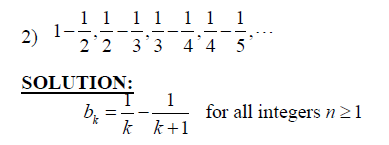 2) 1 - 1/2, 1/2 - 1/3, 1/3 - 1/4, 1/4 - 1/5, ...
SOLUTION:
b_k = 1/k - 1/(k+1) for all integers n ≥ 1